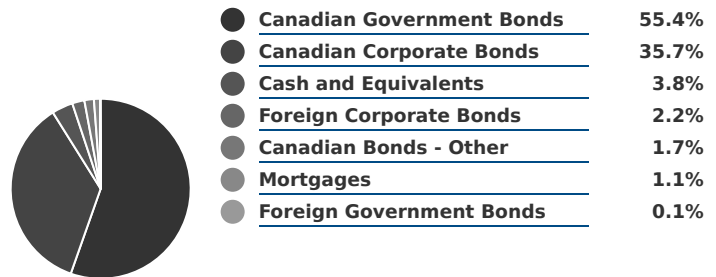 Canadian Government Bonds 55.4%
Canadian Corporate Bonds 35.7%
Cash and Equivalents 3.8%
Foreign Corporate Bonds 2.2%
Canadian Bonds - Other 1.7%
Mortgages 1.1%
Foreign Government Bonds 0.1%